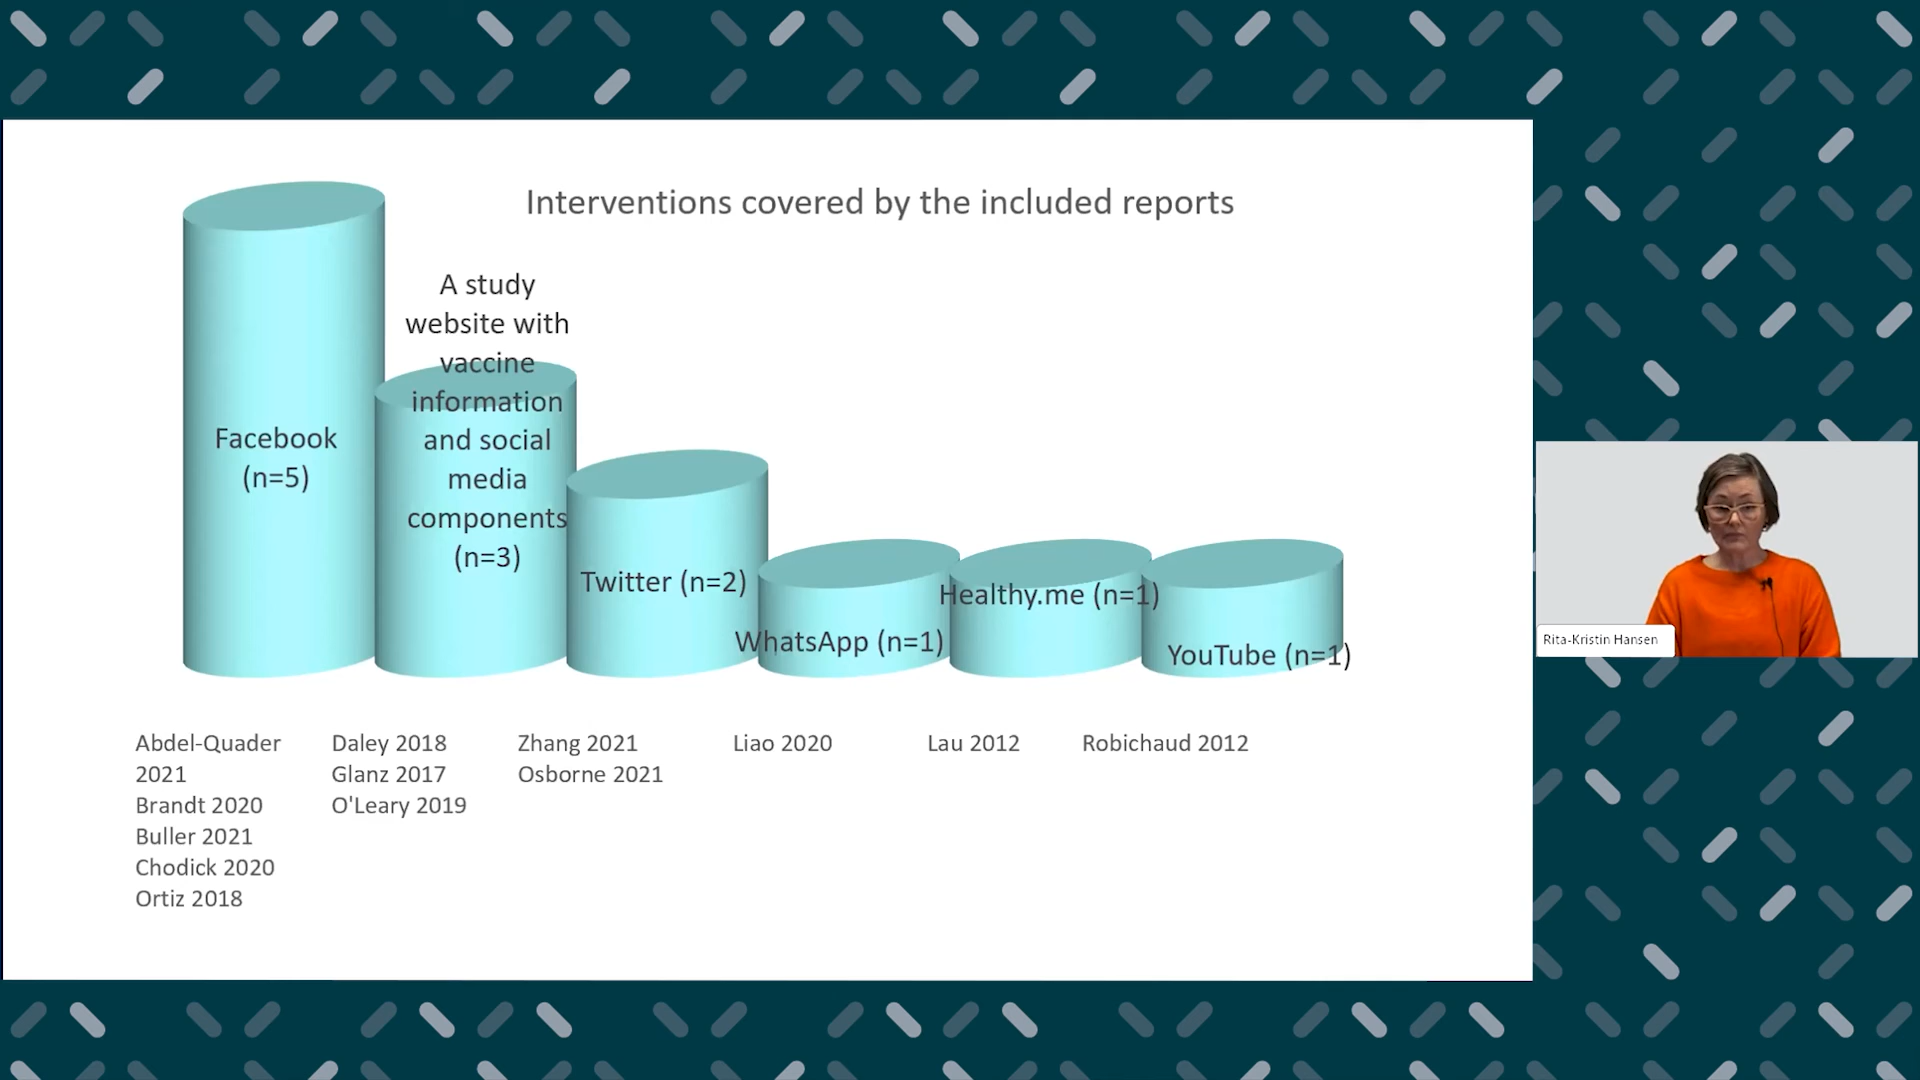 Interventions covered by the included reports
Facebook
(n=5)
A study
website with
vaccine
information
and social
media
components
(n=3)
Twitter (n=2)
WhatsApp (n=1)
Healthy.me (n=1)
YouTube (n=1)
Abdel-Quader
2021
Brandt 2020
Buller 2021
Chodick 2020
Ortiz 2018
Daley 2018
Glanz 2017
O'Leary 2019
Zhang 2021
Osborne 2021
Liao 2020
Lau 2012
Robichaud 2012
Rita-Kristin Hansen